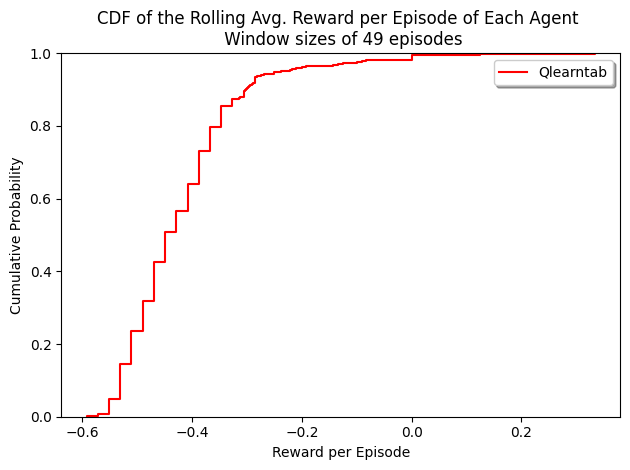 CDF of the Rolling Avg. Reward per Episode of Each Agent
Window sizes of 49 episodes
Qlearntab
1.0
0.8
0.6
0.4
0.2
0.0
Cumulative Probability
−0.6
−0.4
−0.2
0.0
0.2
Reward per Episode